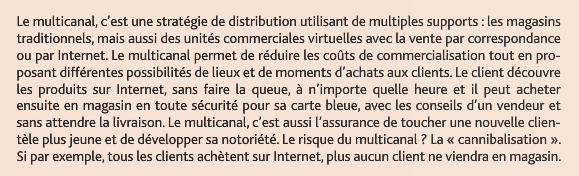 Le multicanal, c'est une stratégie de distribution utilisant de multiples supports : les magasins
traditionnels, mais aussi des unités commerciales virtuelles avec la vente par correspondance
ou par Internet. Le multicanal permet de réduire les coûts de commercialisation tout en pro-
posant différentes possibilités de lieux et de moments d'achats aux clients. Le client découvre
les produits sur Internet, sans faire la queue, à n'importe quelle heure et il peut acheter
ensuite en magasin en toute sécurité pour sa carte bleue, avec les conseils d'un vendeur et
sans attendre la livraison. Le multicanal, c'est aussi l'assurance de toucher une nouvelle clien-
tèle plus jeune et de développer sa notoriété. Le risque du multicanal ? La « cannibalisation ».
Si par exemple, tous les clients achètent sur Internet, plus aucun client ne viendra en magasin.